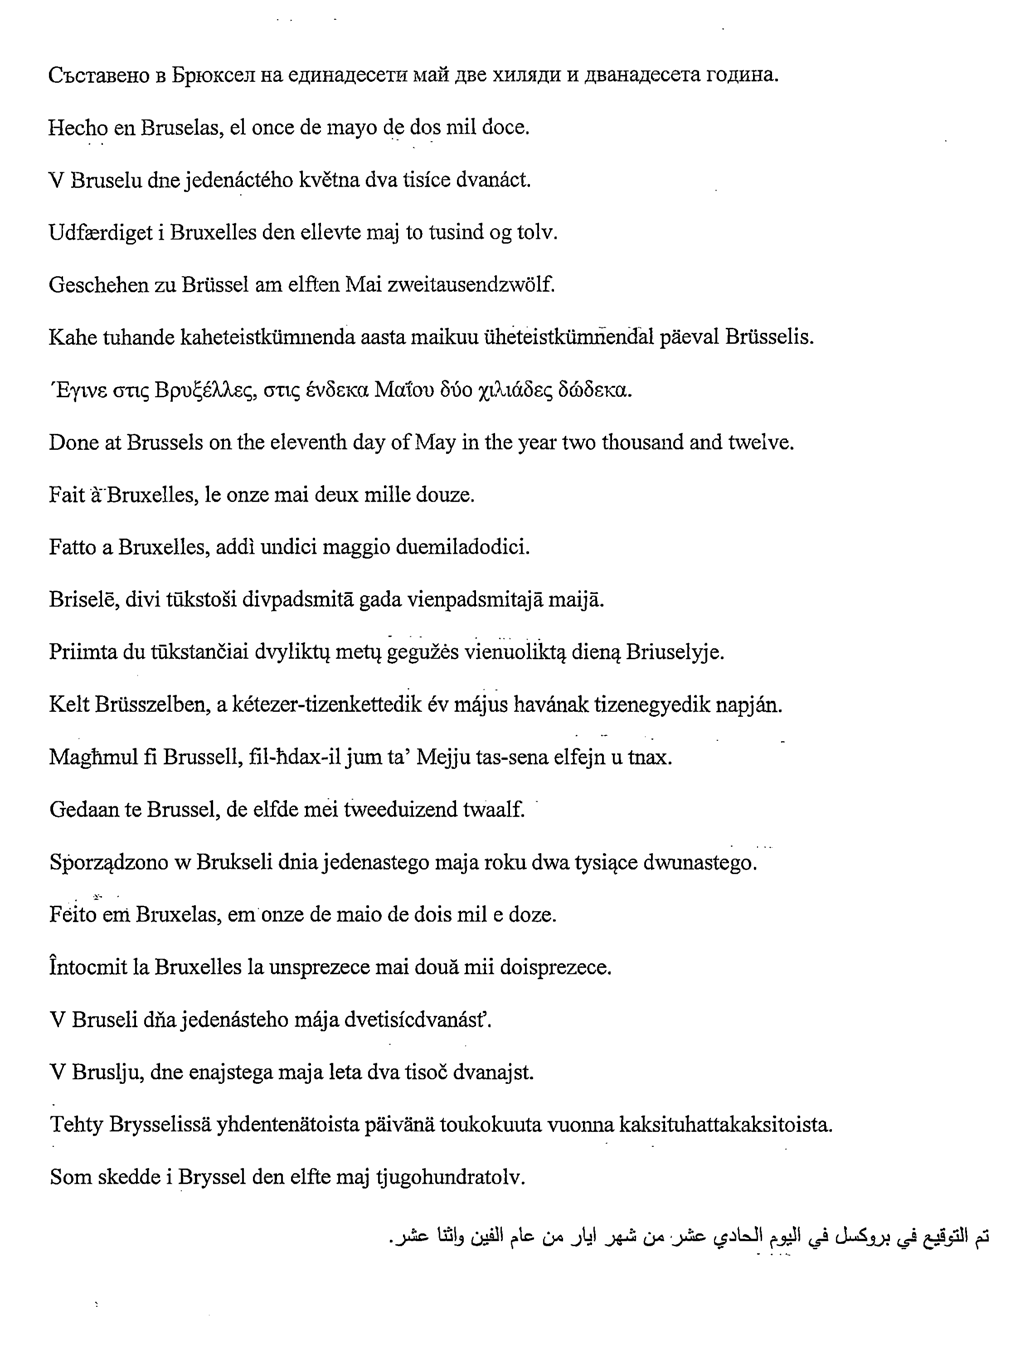 Съставено в Брюксел на единадесети май две хиляди и дванадесета година.
Hecho en Bruselas, el once de mayo de dos mil doce.
V Bruselu dne jedenáctého května dva tisíce dvanáct.
Udfærdiget i Bruxelles den ellevte maj to tusind og tolv.
Geschehen zu Brüssel am elften Mai zweitausendzwölf.
Kahe tuhande kaheteistkümnenda aasta maikuu üheteistkümnendal päeval Brüsselis.
Έγινε στις Βρυξέλλες, στις ένδεκα Μαΐου δύο χιλιάδες δώδεκα.
Done at Brussels on the eleventh day of May in the year two thousand and twelve.
Fait à Bruxelles, le onze mai deux mille douze.
Fatto a Bruxelles, addì undici maggio duemiladodici.
Briselē, divi tūkstoši divpadsmitā gada vienpadsmitajā maijā.
Priimta du tūkstančiai dvyliktų metų gegužės vienuoliktą dieną Briuselyje.
Kelt Brüsszelben, a kétezer-tizenkettedik év május havának tizenegyedik napján.
Magħmul fi Brussell, fil-ħdax-il jum ta’ Mejju tas-sena elfejn u tnax.
Gedaan te Brussel, de elfde mei tweeduizend twaalf.
Sporządzono w Brukseli dnia jedenastego maja roku dwa tysiące dwunastego.
Feito em Bruxelas, em onze de maio de dois mil e doze.
Întocmit la Bruxelles la unsprezece mai două mii doisprezece.
V Bruseli dňa jedenásteho mája dvetisícdvanásť.
V Bruslju, dne enajstega maja leta dva tisoč dvanajst.
Tehty Brysselissä yhdentenätoista päivänä toukokuuta vuonna kaksituhattakaksitoista.
Som skedde i Bryssel den elfte maj tjugohundratolv.
تم التوقيع في بروكسل في اليوم الحادي عشر من شهر ايار من عام الفين واثنا عشر.